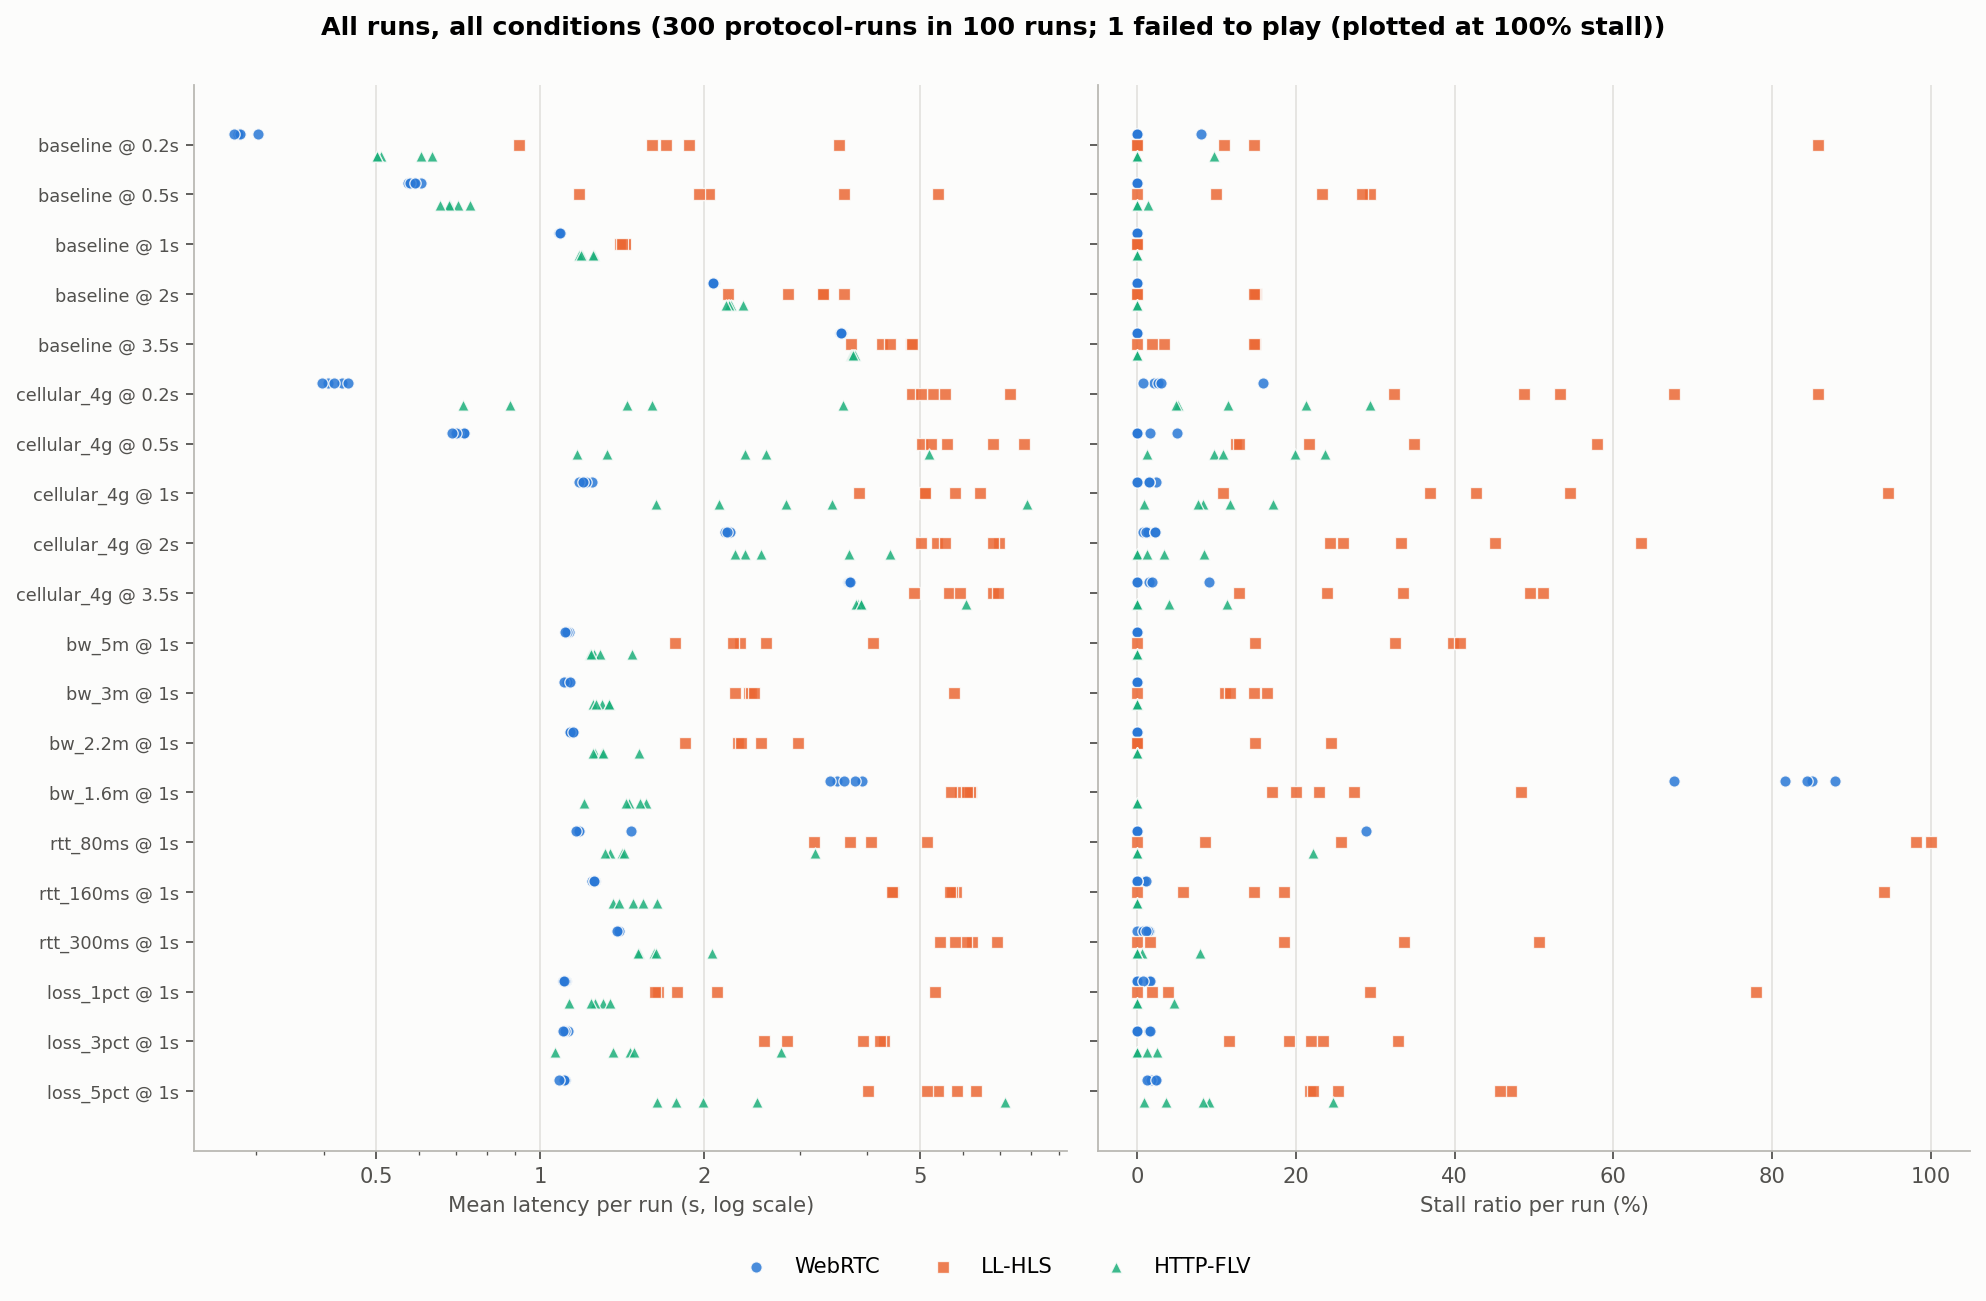 All runs, all conditions (300 protocol-runs in 100 runs; 1 failed to play (plotted at 100% stall))
baseline @ 0.2s
baseline @ 0.5s
baseline @ 1s
baseline @ 2s
baseline @ 3.5s
cellular_4g @ 0.2s
cellular_4g @ 0.5s
cellular_4g @ 1s
cellular_4g @ 2s
cellular_4g @ 3.5s
bw_5m @ 1s
bw_3m @ 1s
bw_2.2m @ 1s
bw_1.6m @ 1s
rtt_80ms @ 1s
rtt_160ms @ 1s
rtt_300ms @ 1s
loss_1pct @ 1s
loss_3pct @ 1s
loss_5pct @ 1s
0.5 1 2 5
Mean latency per run (s, log scale)
0 20 40 60 80 100
Stall ratio per run (%)
WebRTC LL-HLS HTTP-FLV